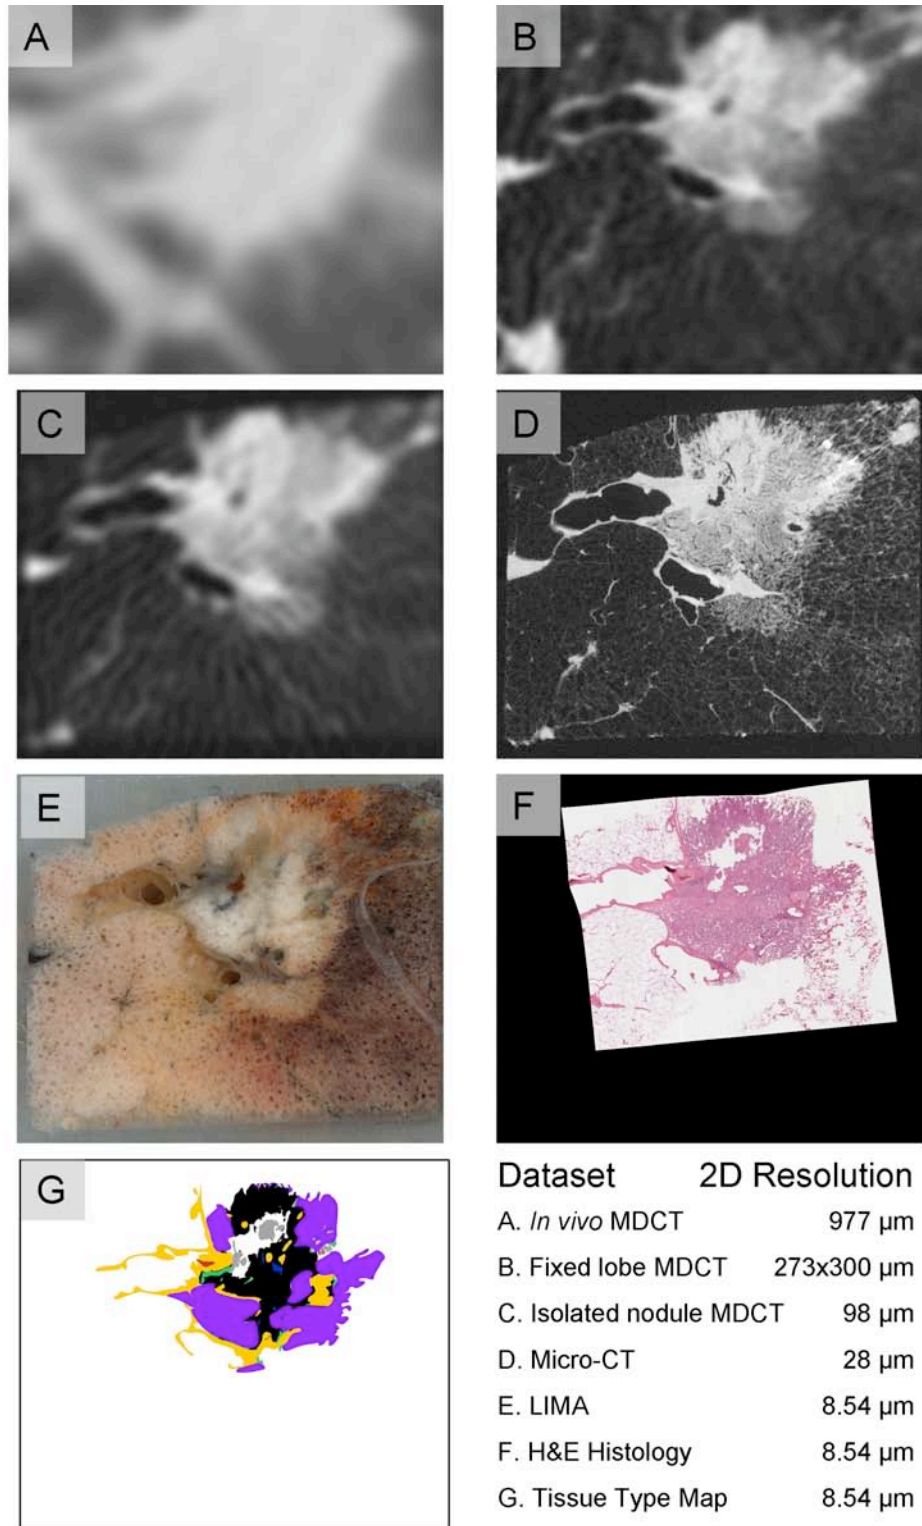 A
B
C
D
E
F
G
Dataset 2D Resolution
A. In vivo MDCT 977 µm
B. Fixed lobe MDCT 273x300 µm
C. Isolated nodule MDCT 98 µm
D. Micro-CT 28 µm
E. LIMA 8.54 µm
F. H&E Histology 8.54 µm
G. Tissue Type Map 8.54 µm